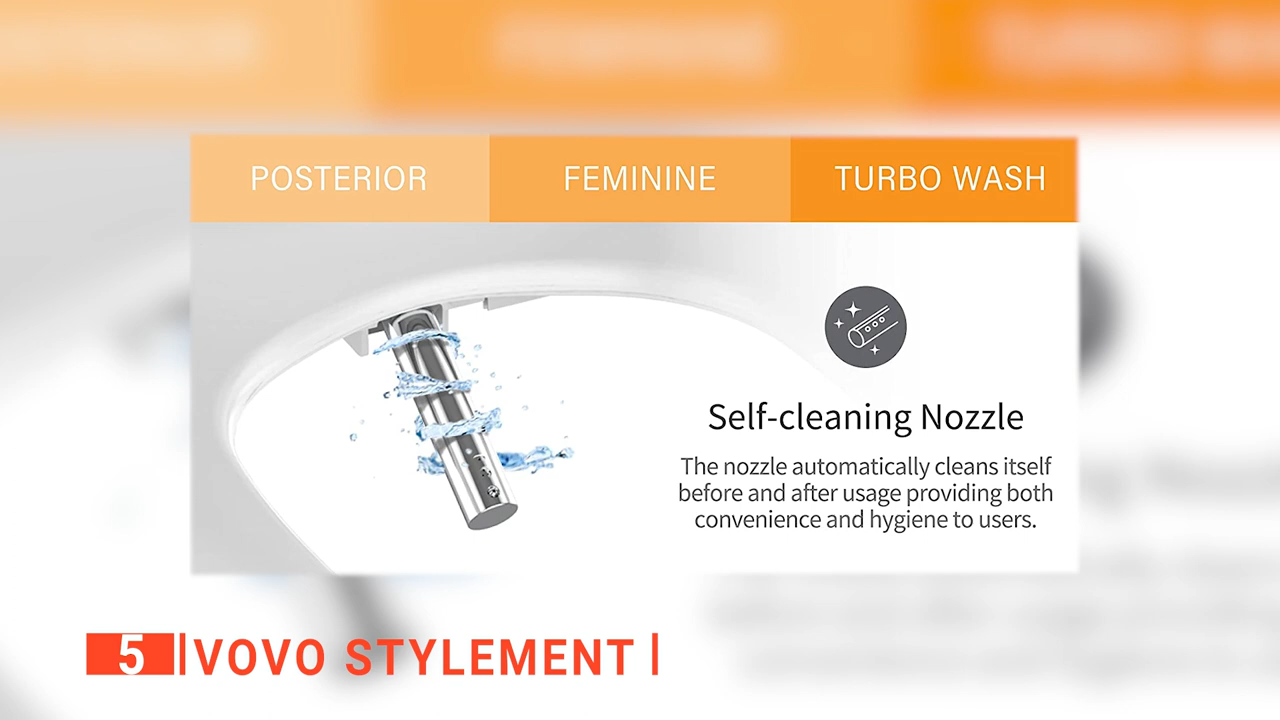 POSTERIOR
FEMININE
TURBO WASH
Self-cleaning Nozzle
The nozzle automatically cleans itself
before and after usage providing both
convenience and hygiene to users.
5 VOVO STYLEMENT